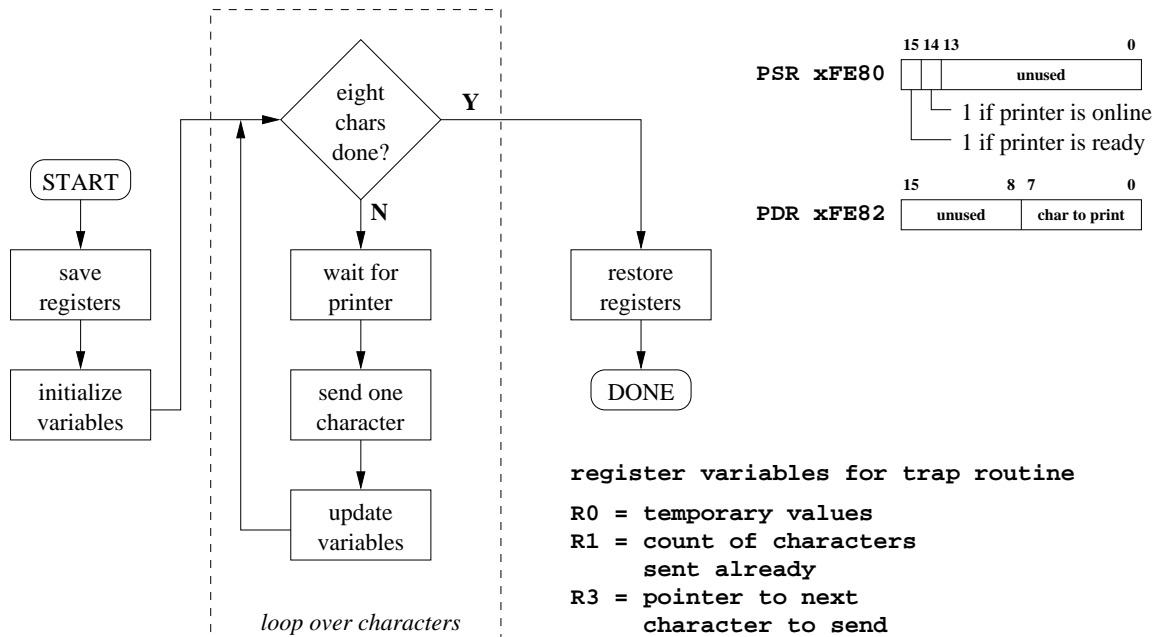 START
save
registers
initialize
variables
eight
chars
done?
Y
N
wait for
printer
send one
character
update
variables
loop over characters
restore
registers
DONE
15 14 13 0
PSR xFE80
unused
1 if printer is online
1 if printer is ready
15 8 7 0
PDR xFE82
unused
char to print
register variables for trap routine
R0 = temporary values
R1 = count of characters
sent already
R3 = pointer to next
character to send